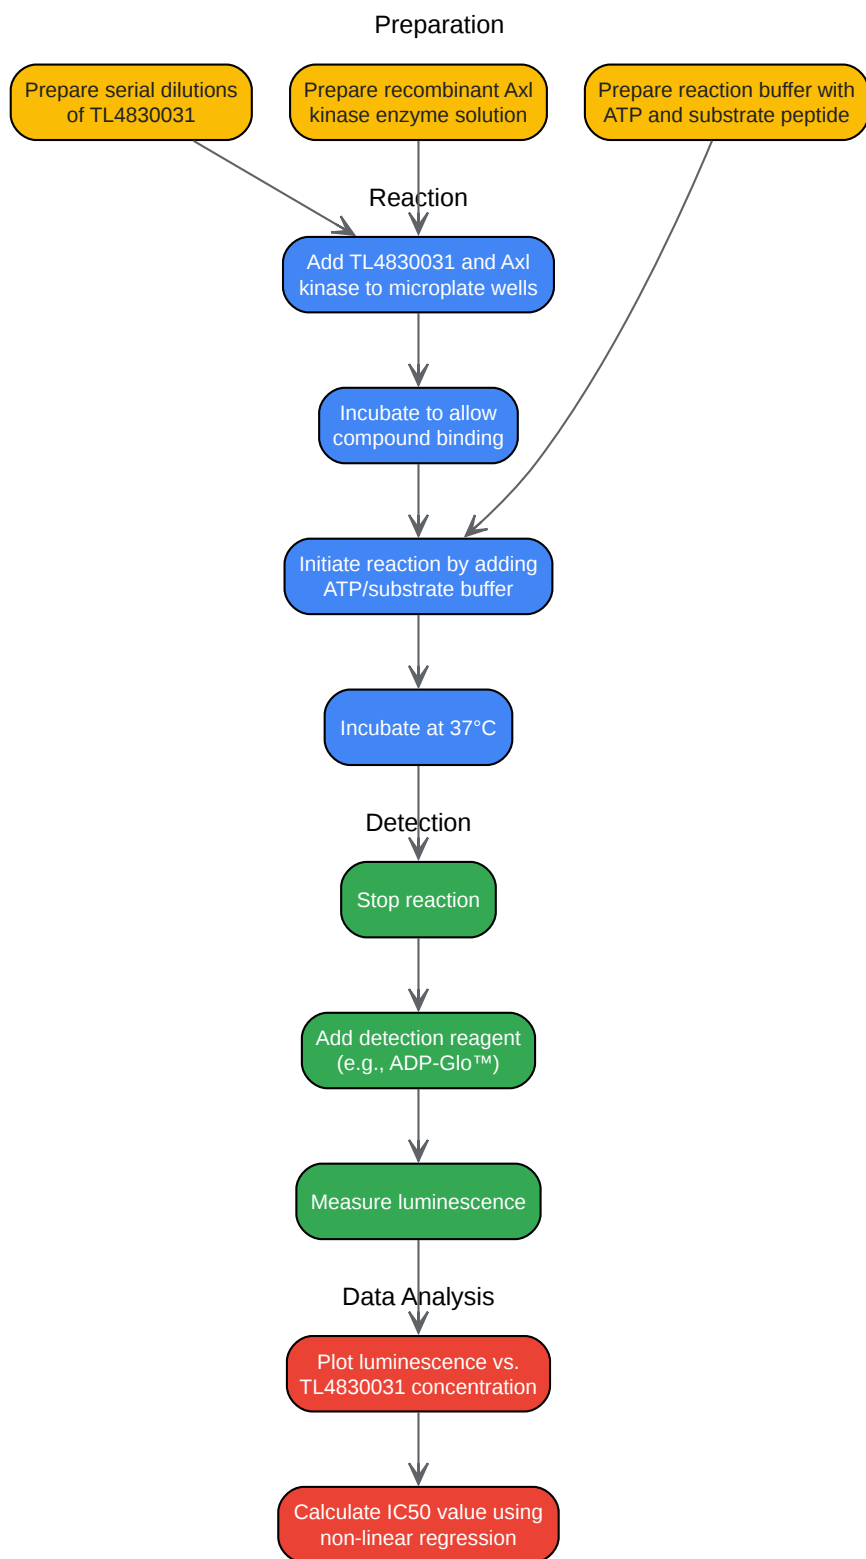 Preparation
Prepare serial dilutions
of TL4830031
Prepare recombinant Axl
kinase enzyme solution
Prepare reaction buffer with
ATP and substrate peptide
Reaction
Add TL4830031 and Axl
kinase to microplate wells
Incubate to allow
compound binding
Initiate reaction by adding
ATP/substrate buffer
Incubate at 37°C
Detection
Stop reaction
Add detection reagent
(e.g., ADP-Glo™)
Measure luminescence
Data Analysis
Plot luminescence vs.
TL4830031 concentration
Calculate IC50 value using
non-linear regression